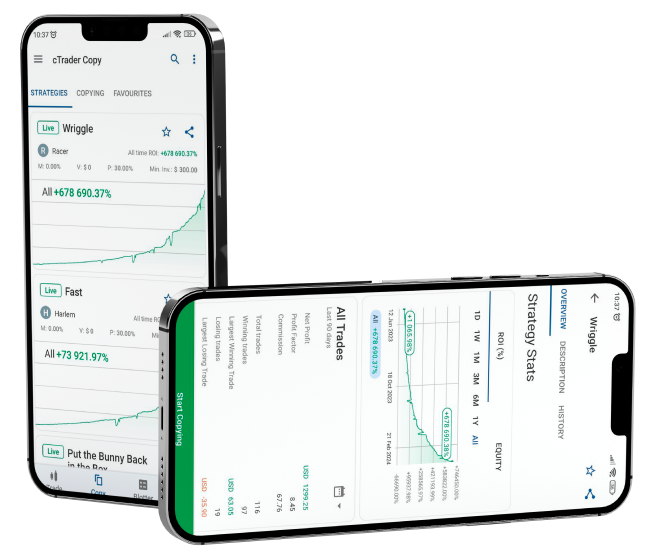 10:37
cTrader Copy
STRATEGIES COPYING FAVOURITES
Live Wriggle
R Racer All time ROI: +678 690.37%
M: 0.00% V: $ 0 P: 30.00% Min. Inv.: $ 300.00
All +678 690.37%
Live Fast
H Harlem All time
M: 0.00% V: $ 0 P: 30.00%
All +73 921.97%
Live Put the Bunny Back
in the Box
Trade Copy Blotter
10:37
Wriggle
OVERVIEW DESCRIPTION HISTORY
Strategy Stats
ROI (%) EQUITY
1D 1W 1M 3M 6M 1Y All
+678 690.38%
+1 065.98%
12 Jun 2023 18 Oct 2023 21 Feb 2024
All +678 690.37%
All Trades
Last 90 days
Net Profit USD 1299.25
Profit Factor 8.45
Commission 67.76
Total trades 116
Winning trades 97
Largest Winning Trade USD 63.05
Losing trades 19
Largest Losing Trade USD -35.90
Start Copying